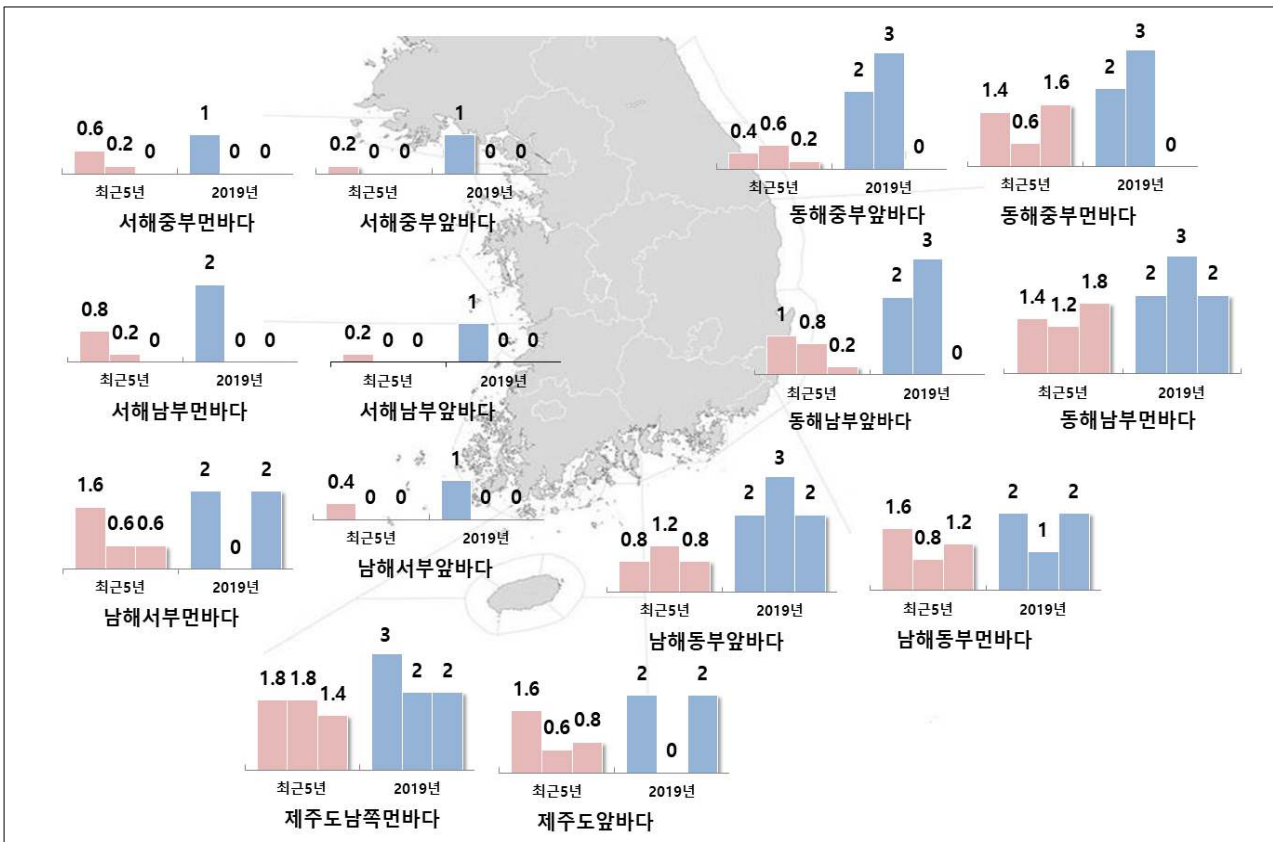 0.6 0.2 0 1 0 0
최근5년 2019년
서해중부먼바다
0.2 0 0 1 0 0
최근5년 2019년
서해중부앞바다
0.4 0.6 0.2 2 3 0
최근5년 2019년
동해중부앞바다
1.4 0.6 1.6 2 3 0
최근5년 2019년
동해중부먼바다
0.8 0.2 0 2 0 0
최근5년 2019년
서해남부먼바다
0.2 0 0 1 0 0
최근5년 2019년
서해남부앞바다
1 0.8 0.2 2 3 0
최근5년 2019년
동해남부앞바다
1.4 1.2 1.8 2 3 2
최근5년 2019년
동해남부먼바다
1.6 0.6 0.6 2 0 2
최근5년 2019년
남해서부먼바다
0.4 0 0 1 0 0
최근5년 2019년
남해서부앞바다
0.8 1.2 0.8 2 3 2
최근5년 2019년
남해동부앞바다
1.6 0.8 1.2 2 1 2
최근5년 2019년
남해동부먼바다
1.8 1.8 1.4 3 2 2
최근5년 2019년
제주도남쪽먼바다
1.6 0.6 0.8 2 0 2
최근5년 2019년
제주도앞바다